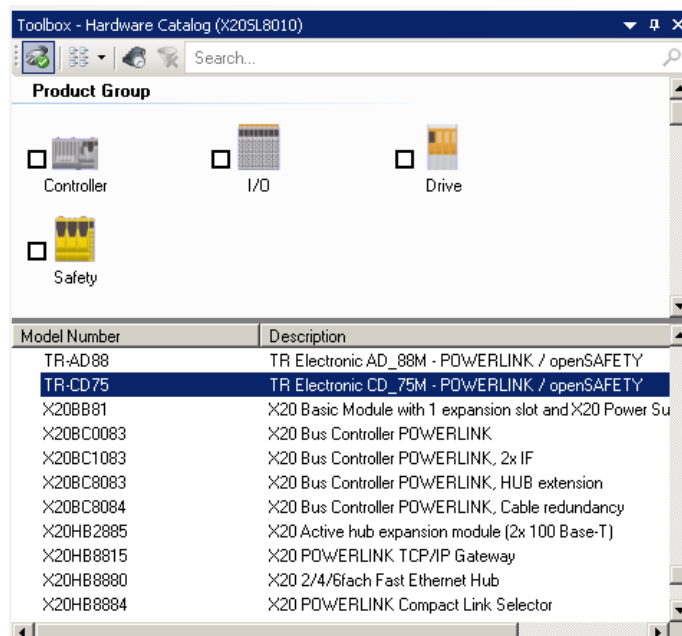 Toolbox - Hardware Catalog (X20SL8010)
Search...
Product Group
Controller I/O Drive
Safety
Model Number Description
TR-AD88 TR Electronic AD_88M - POWERLINK / openSAFETY
TR-CD75 TR Electronic CD_75M - POWERLINK / openSAFETY
X20BB81 X20 Basic Module with 1 expansion slot and X20 Power Su
X20BC0083 X20 Bus Controller POWERLINK
X20BC1083 X20 Bus Controller POWERLINK, 2x IF
X20BC8083 X20 Bus Controller POWERLINK, HUB extension
X20BC8084 X20 Bus Controller POWERLINK, Cable redundancy
X20HB2885 X20 Active hub expansion module (2x 100 Base-T)
X20HB8815 X20 POWERLINK TCP/IP Gateway
X20HB8880 X20 2/4/6fach Fast Ethernet Hub
X20HB8884 X20 POWERLINK Compact Link Selector